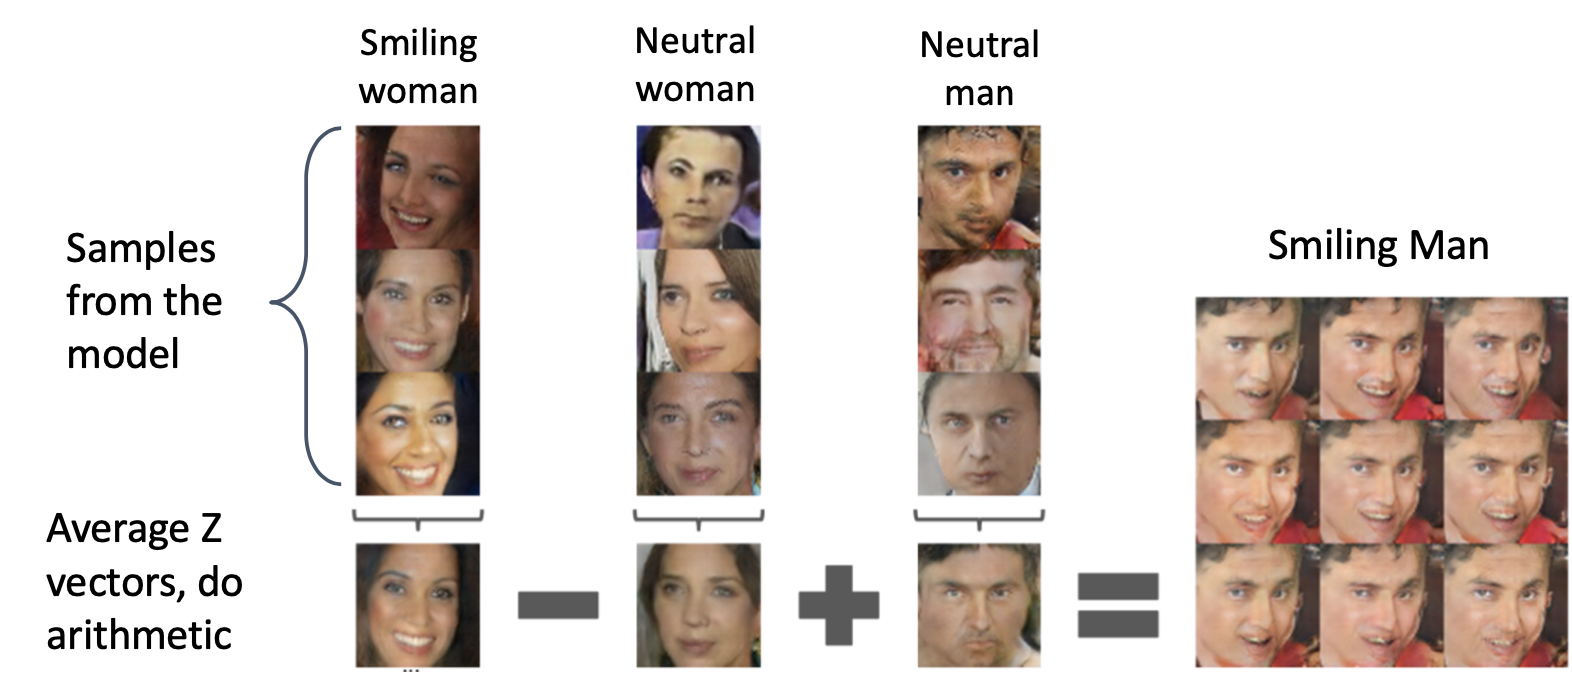 Smiling
woman
Neutral
woman
Neutral
man
Samples
from the
model
Smiling Man
Average Z
vectors, do
arithmetic
...